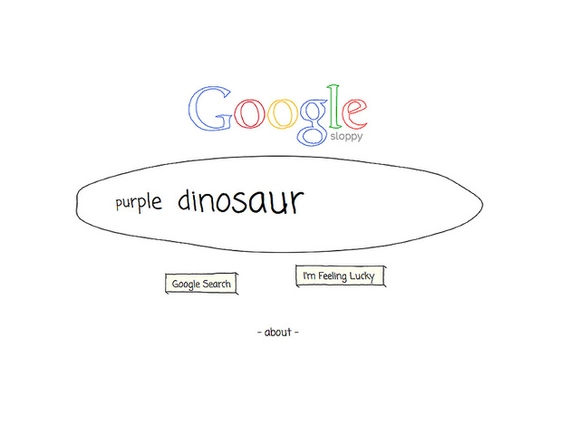 Google
sloppy
purple dinosaur
Google Search
I'm Feeling Lucky
- about -